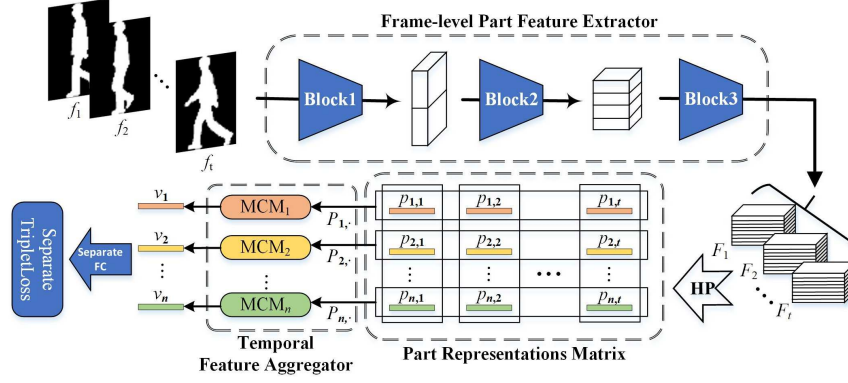 Frame-level Part Feature Extractor
f1
f2
ft
Block1
Block2
Block3
Separate
TripletLoss
Separate
FC
v1
v2
vn
MCM1
MCM2
MCMn
P1,·
P2,·
Pn,·
p1,1
p1,2
p1,t
p2,1
p2,2
p2,t
pn,1
pn,2
pn,t
HP
F1
F2
Ft
Temporal
Feature Aggregator
Part Representations Matrix